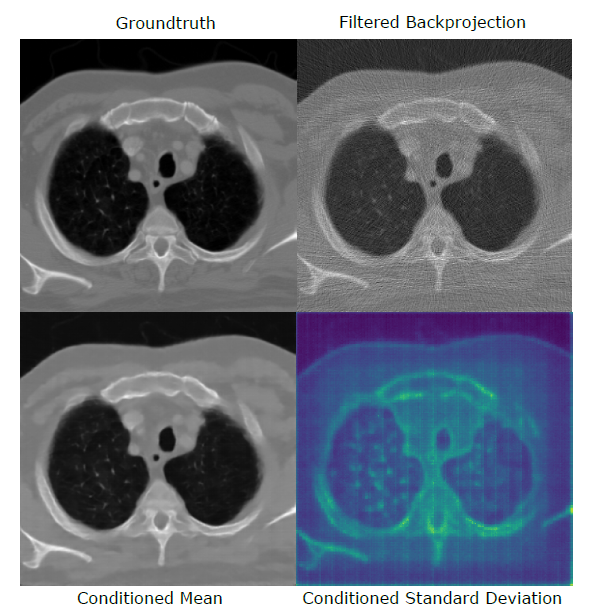 Groundtruth
Filtered Backprojection
Conditioned Mean
Conditioned Standard Deviation